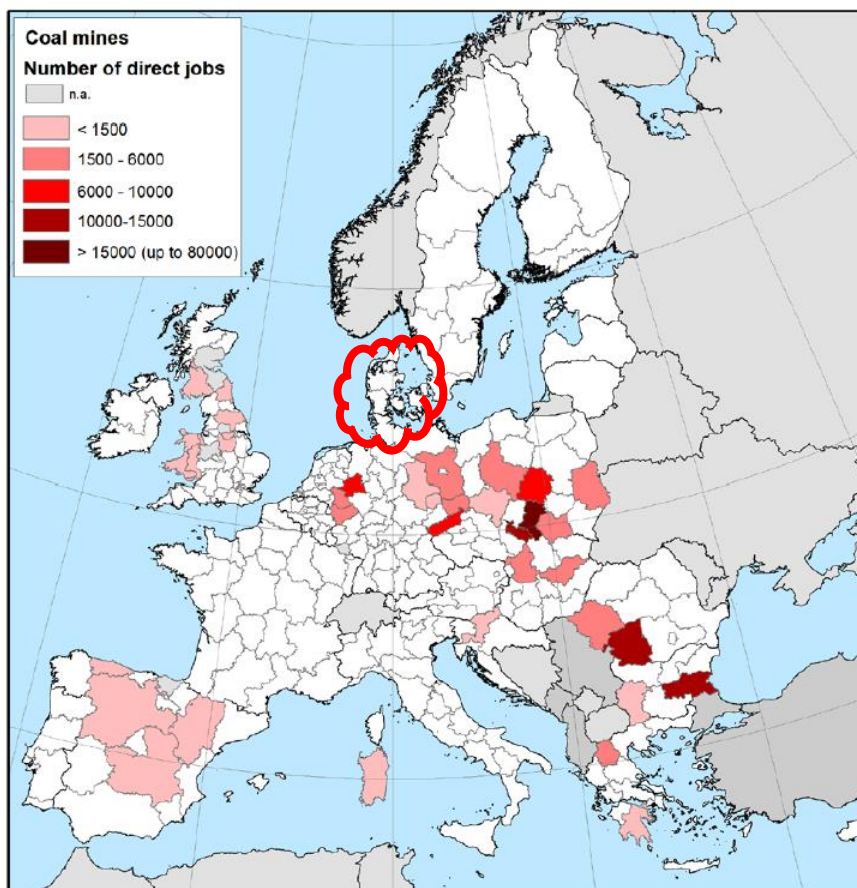 Coal mines
Number of direct jobs
n.a.
< 1500
1500 - 6000
6000 - 10000
10000-15000
> 15000 (up to 80000)